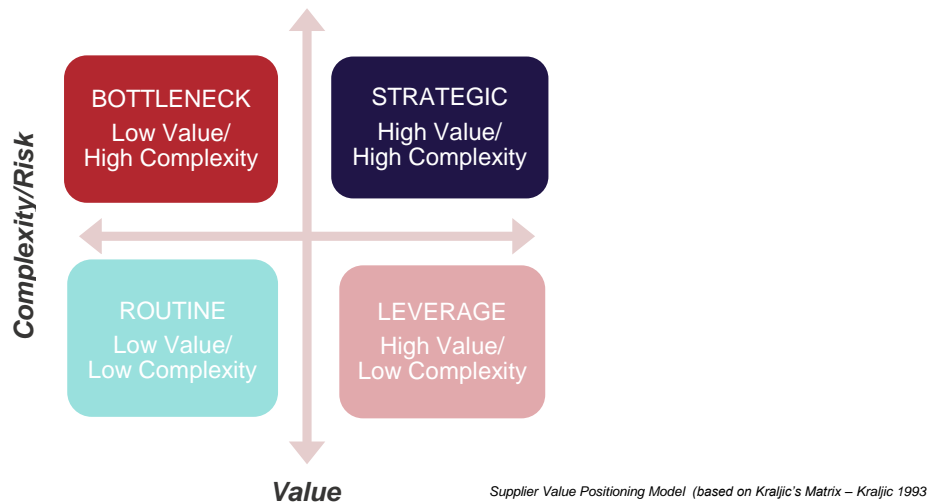 BOTTLENECK
Low Value/
High Complexity
STRATEGIC
High Value/
High Complexity
Complexity/Risk
ROUTINE
Low Value/
Low Complexity
LEVERAGE
High Value/
Low Complexity
Value
Supplier Value Positioning Model (based on Kraljic's Matrix – Kraljic 1993